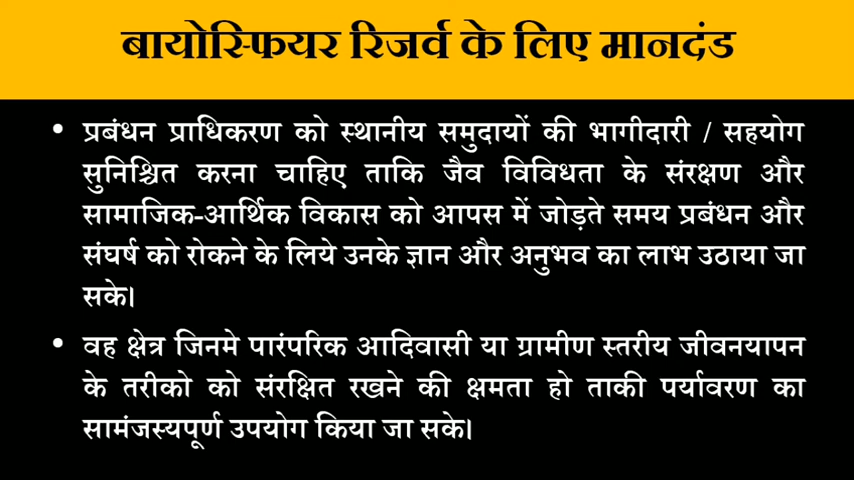 बायोस्फियर रिजर्व के लिए मानदंड
• प्रबंधन प्राधिकरण को स्थानीय समुदायों की भागीदारी / सहयोग
सुनिश्चित करना चाहिए ताकि जैव विविधता के संरक्षण और
सामाजिक-आर्थिक विकास को आपस में जोड़ते समय प्रबंधन और
संघर्ष को रोकने के लिये उनके ज्ञान और अनुभव का लाभ उठाया जा
सके।
• वह क्षेत्र जिनमे पारंपरिक आदिवासी या ग्रामीण स्तरीय जीवनयापन
के तरीको को संरक्षित रखने की क्षमता हो ताकी पर्यावरण का
सामंजस्यपूर्ण उपयोग किया जा सके।